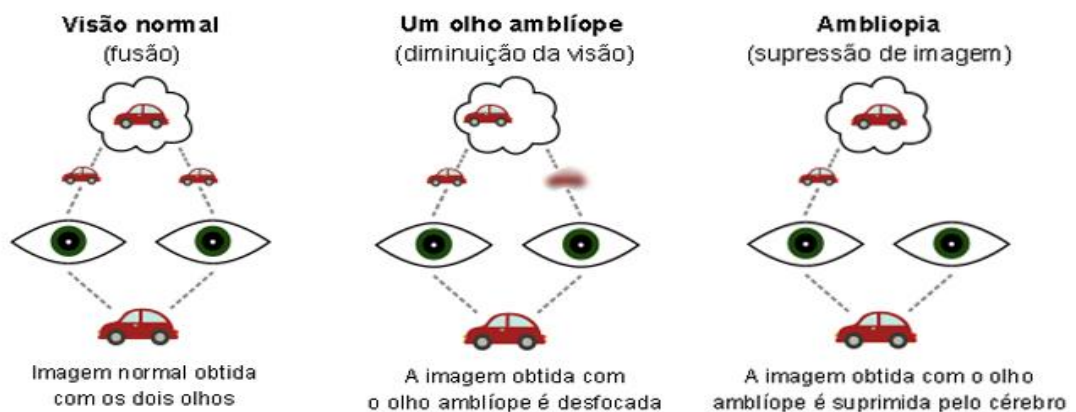 Visão normal
(fusão)
Um olho amblíope
(diminuição da visão)
Ambliopia
(supressão de imagem)
Imagem normal obtida
com os dois olhos
A imagem obtida com
o olho amblíope é desfocada
A imagem obtida com o olho
amblíope é suprimida pelo cérebro